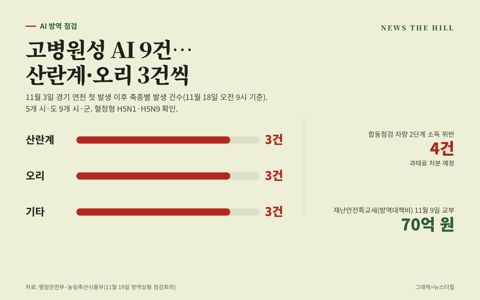 AI 방역 점검
NEWS THE HILL
고병원성 AI 9건…
산란계·오리 3건씩
11월 3일 경기 연천 첫 발생 이후 축종별 발생 건수(11월 18일 오전 9시 기준).
5개 시·도 9개 시·군. 혈청형 H5N1·H5N9 확인.
산란계 3건
오리 3건
기타 3건
합동점검 차량 2단계 소독 위반
4건
과태료 처분 예정
재난안전특교세(방역대책비) 11월 9일 교부
70억 원
자료: 행정안전부·농림축산식품부(11월 19일 방역상황 점검회의)
그래픽=뉴스더힐